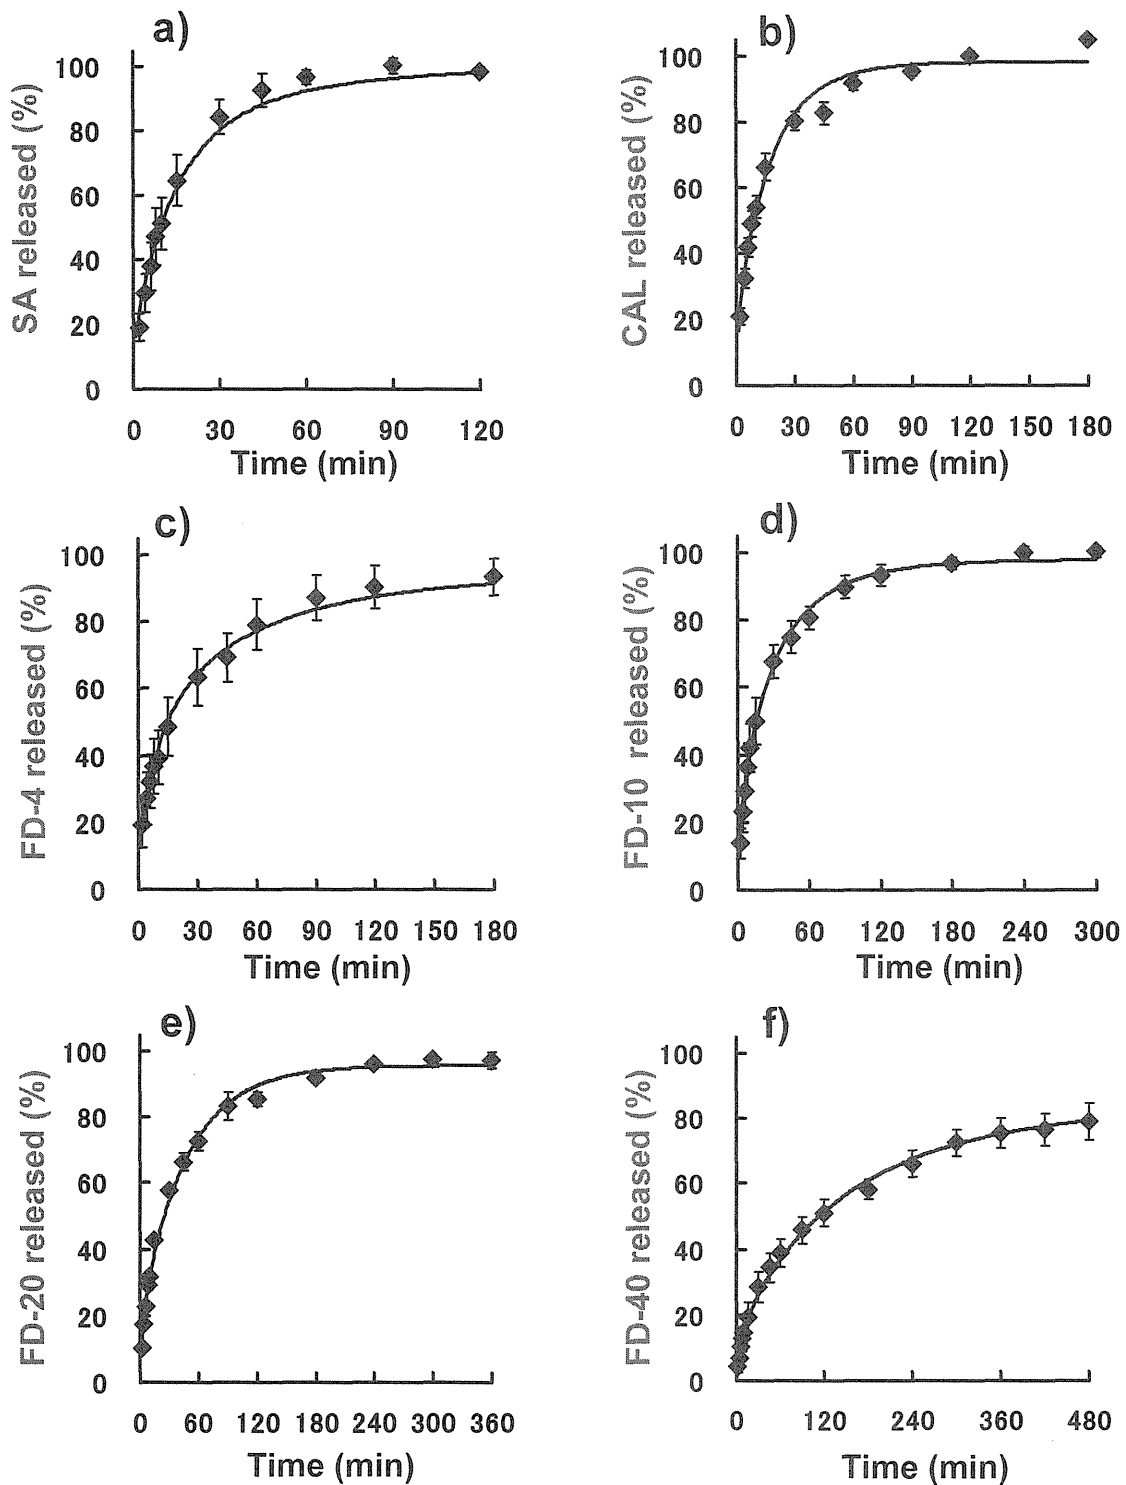 a)
SA released (%)
100
80
60
40
20
0
0 30 60 90 120
Time (min)
b)
CAL released (%)
100
80
60
40
20
0
0 30 60 90 120 150 180
Time (min)
c)
FD-4 released (%)
100
80
60
40
20
0
0 30 60 90 120 150 180
Time (min)
d)
FD-10 released (%)
100
80
60
40
20
0
0 60 120 180 240 300
Time (min)
e)
FD-20 released (%)
100
80
60
40
20
0
0 60 120 180 240 300 360
Time (min)
f)
FD-40 released (%)
100
80
60
40
20
0
0 120 240 360 480
Time (min)